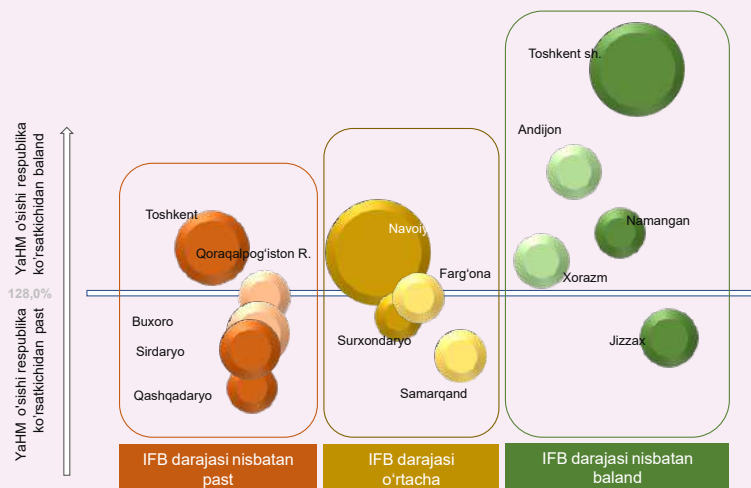 Toshkent sh.
Andijon
Namangan
Xorazm
Jizzax
Navoiy
Farg'ona
Surxondaryo
Samarqand
Toshkent
Qoraqalpog'iston R.
Buxoro
Sirdaryo
Qashqadaryo
YaHM o'sishi respublika
ko'rsatkichidan baland
128,0%
YaHM o'sishi respublika
ko'rsatkichidan past
IFB darajasi nisbatan
past
IFB darajasi
o'rtacha
IFB darajasi nisbatan
baland